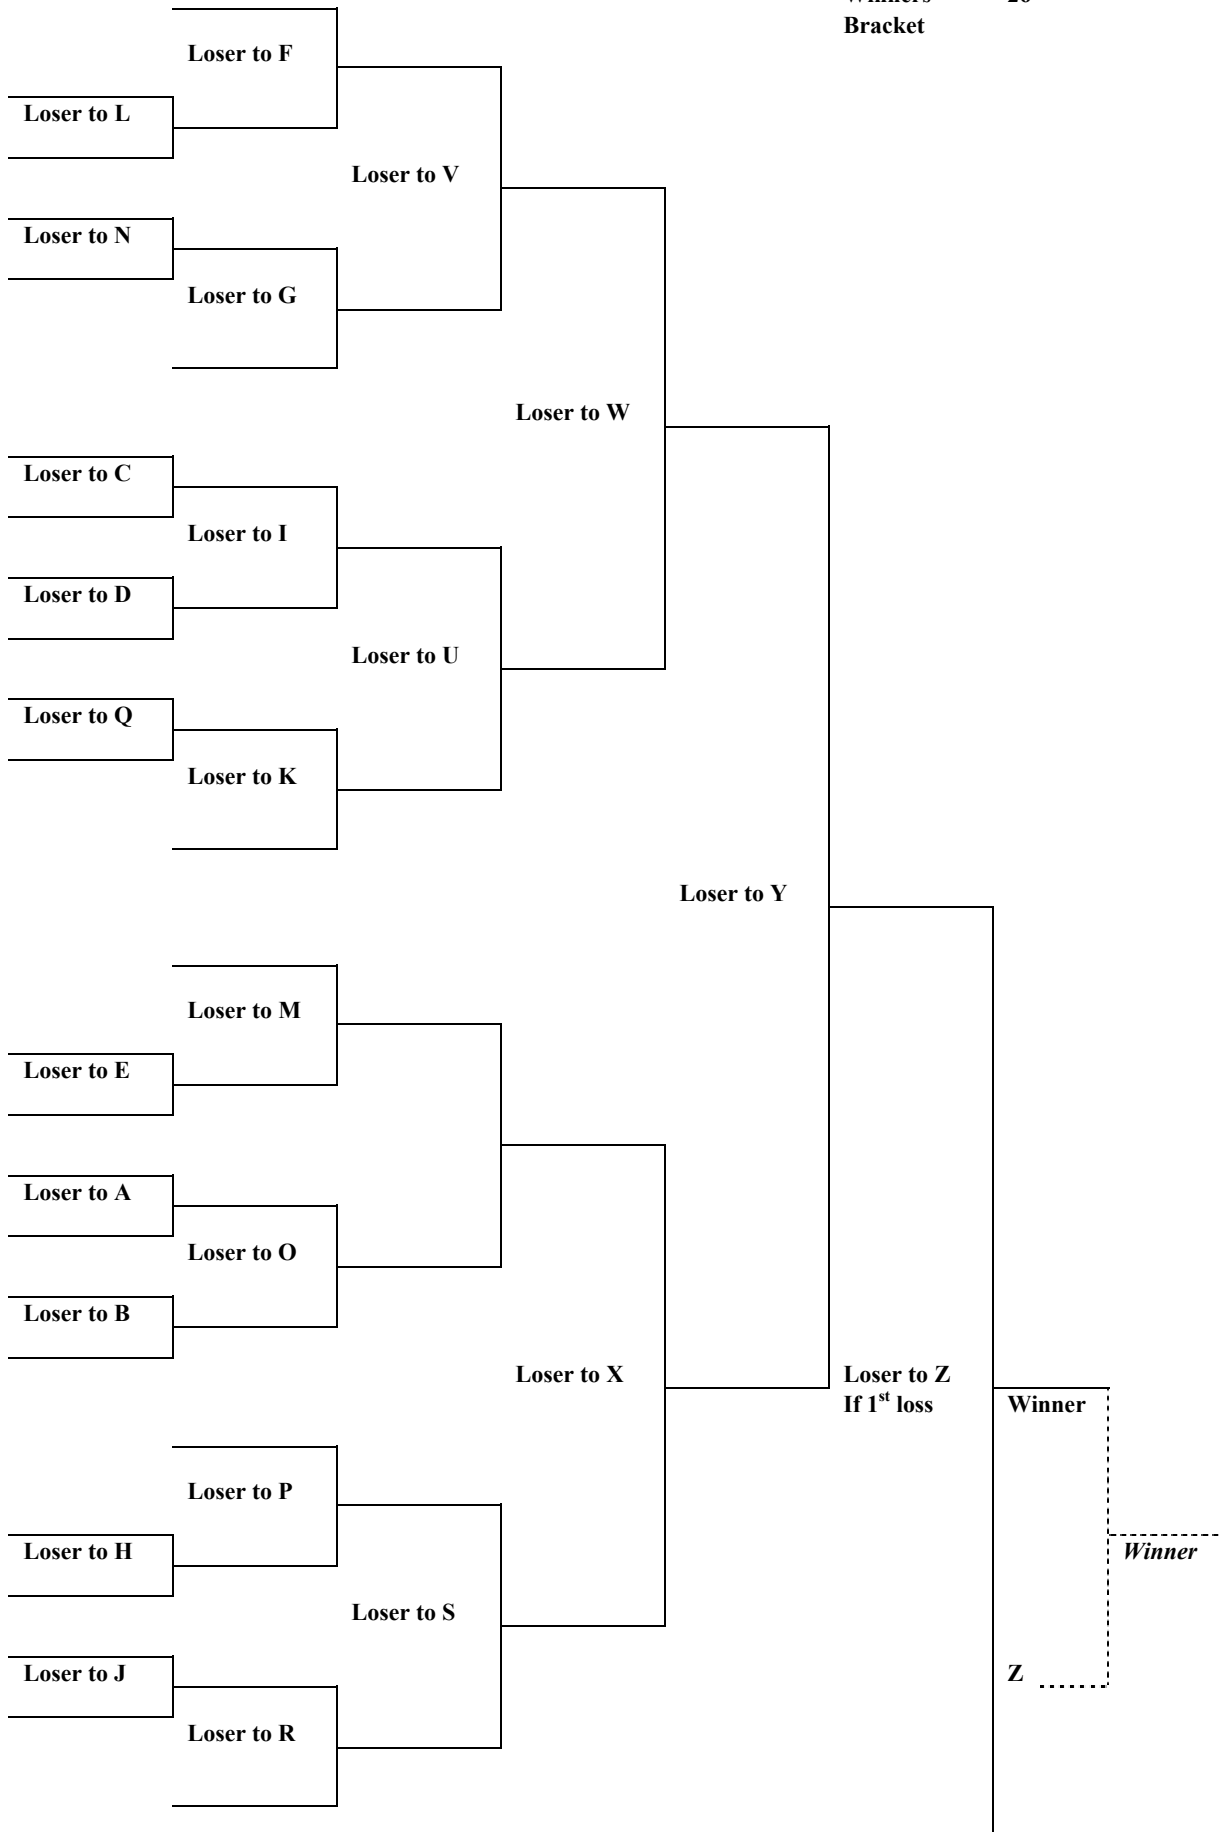 Bracket
Loser to F
Loser to L
Loser to V
Loser to N
Loser to G
Loser to W
Loser to C
Loser to I
Loser to D
Loser to U
Loser to Q
Loser to K
Loser to Y
Loser to M
Loser to E
Loser to A
Loser to O
Loser to B
Loser to X
Loser to Z
If 1st loss
Winner
Loser to P
Loser to H
Winner
Loser to S
Loser to J
Z
Loser to R